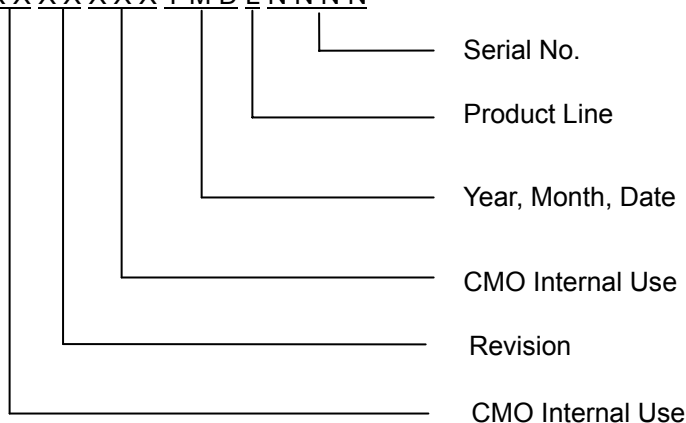 Serial No.
Product Line
Year, Month, Date
CMO Internal Use
Revision
CMO Internal Use